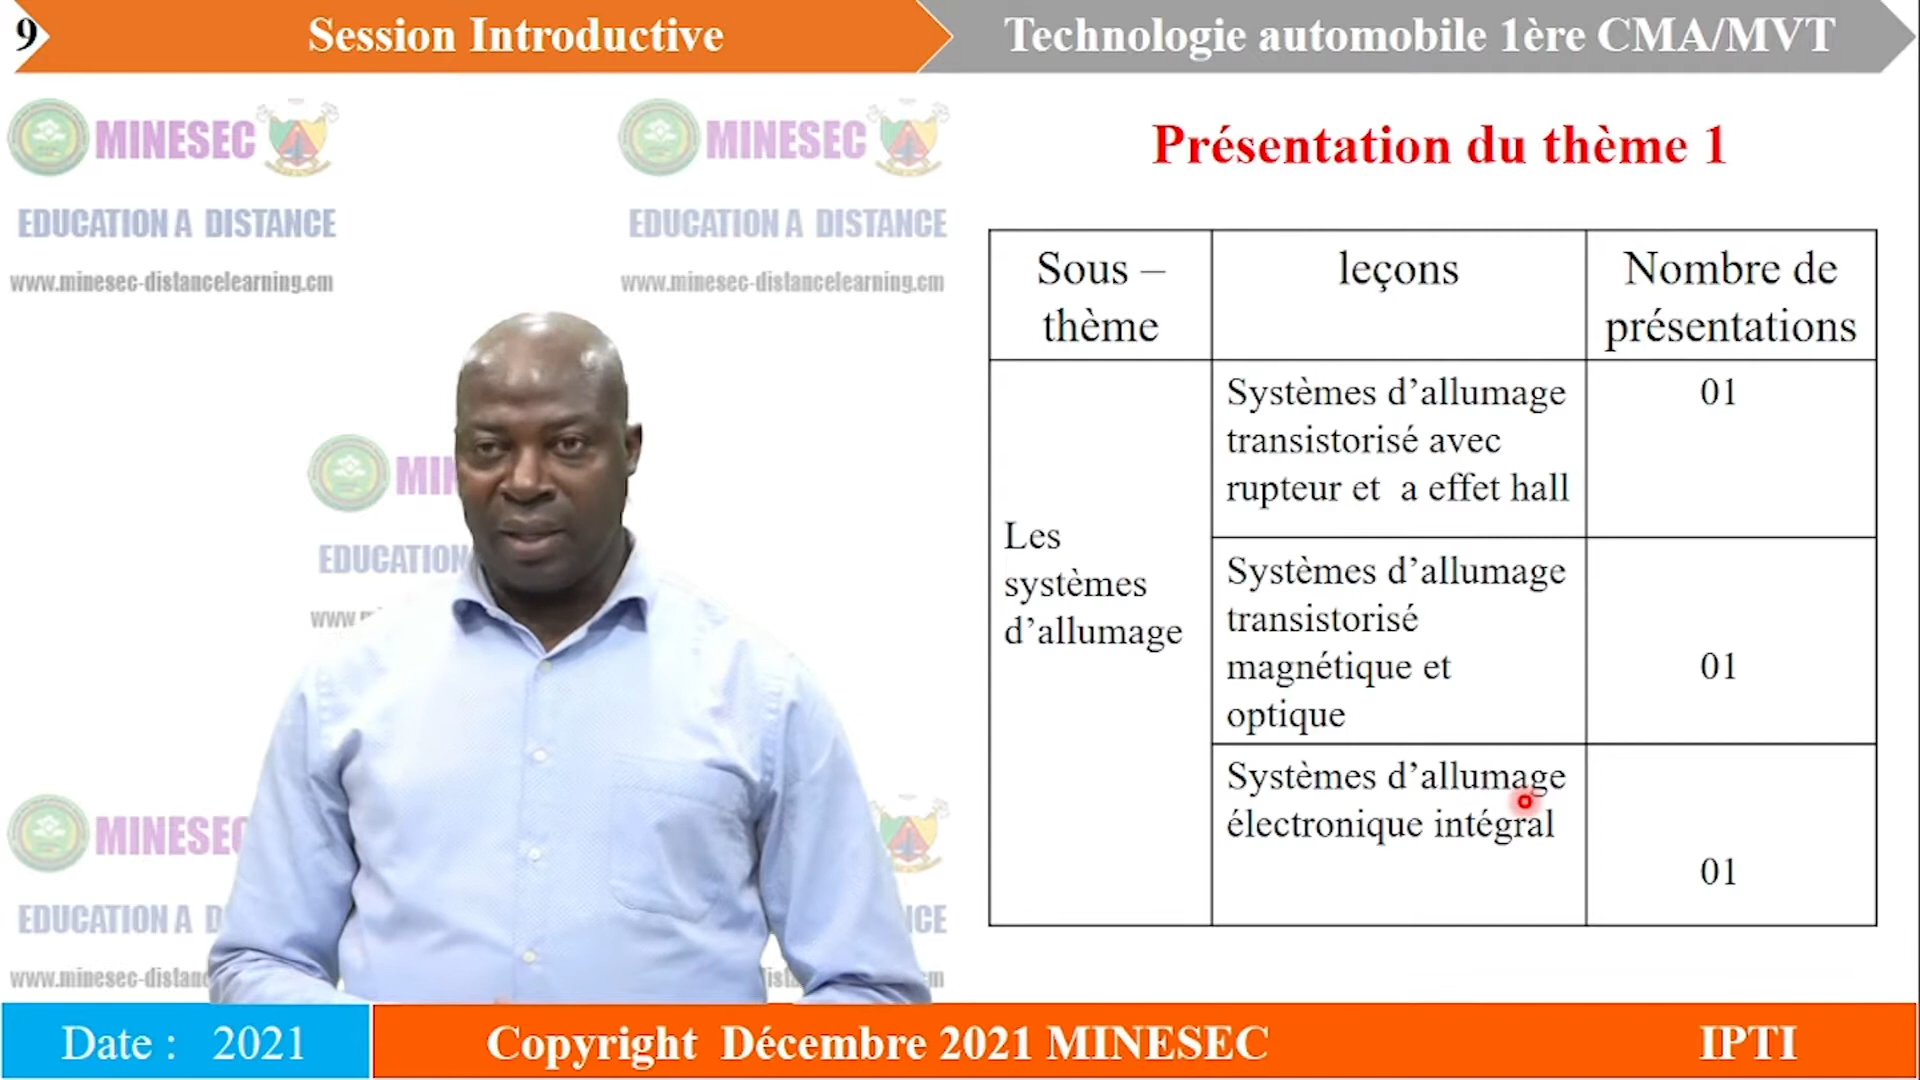 9
Session Introductive
Technologie automobile 1ère CMA/MVT
MINESEC
MINESEC
EDUCATION A DISTANCE
EDUCATION A DISTANCE
www.minesec-distancelearning.cm
www.minesec-distancelearning.cm
EDUCATION
MINESEC
EDUCATION A
Présentation du thème 1
Sous –
thème
leçons
Nombre de
présentations
Les
systèmes
d’allumage
Systèmes d’allumage
transistorisé avec
rupteur et a effet hall
01
Systèmes d’allumage
transistorisé
magnétique et
optique
01
Systèmes d’allumage
électronique intégral
01
Date : 2021
Copyright Décembre 2021 MINESEC
IPTI